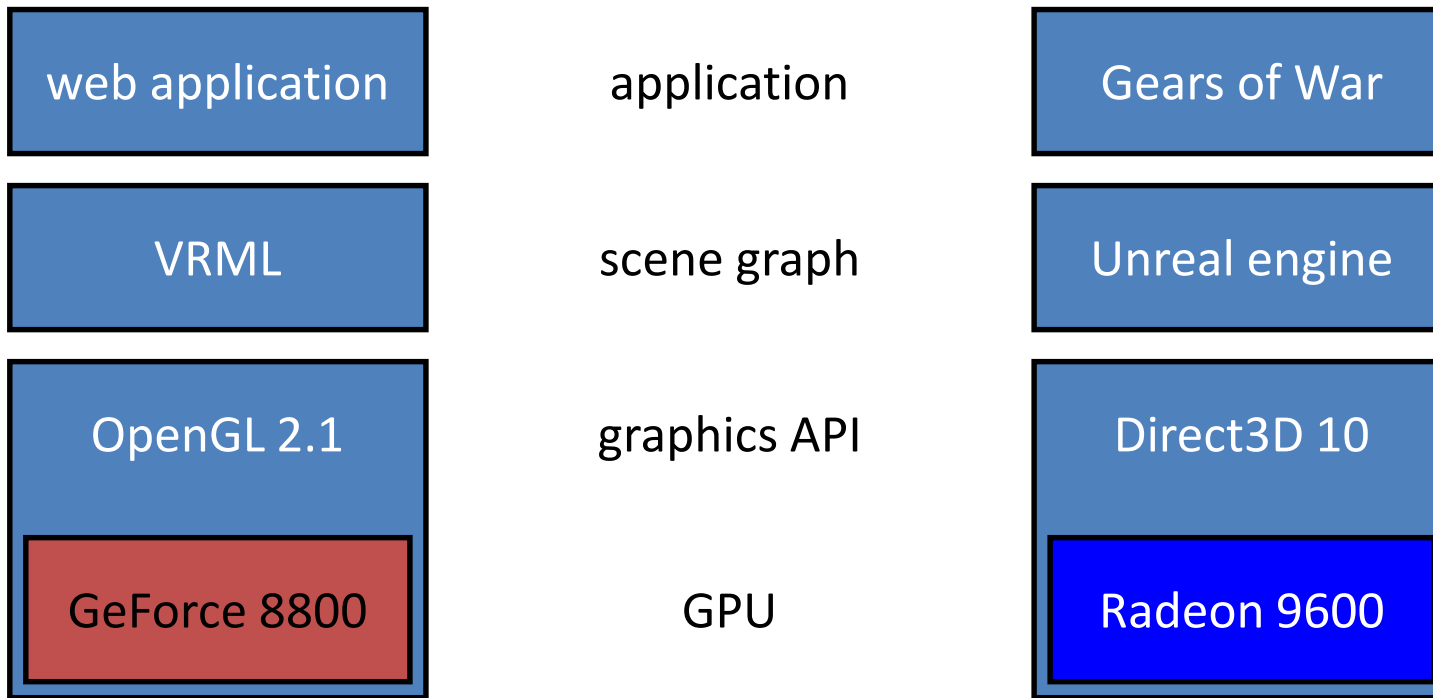 web application
application
Gears of War
VRML
scene graph
Unreal engine
OpenGL 2.1
graphics API
Direct3D 10
GeForce 8800
GPU
Radeon 9600